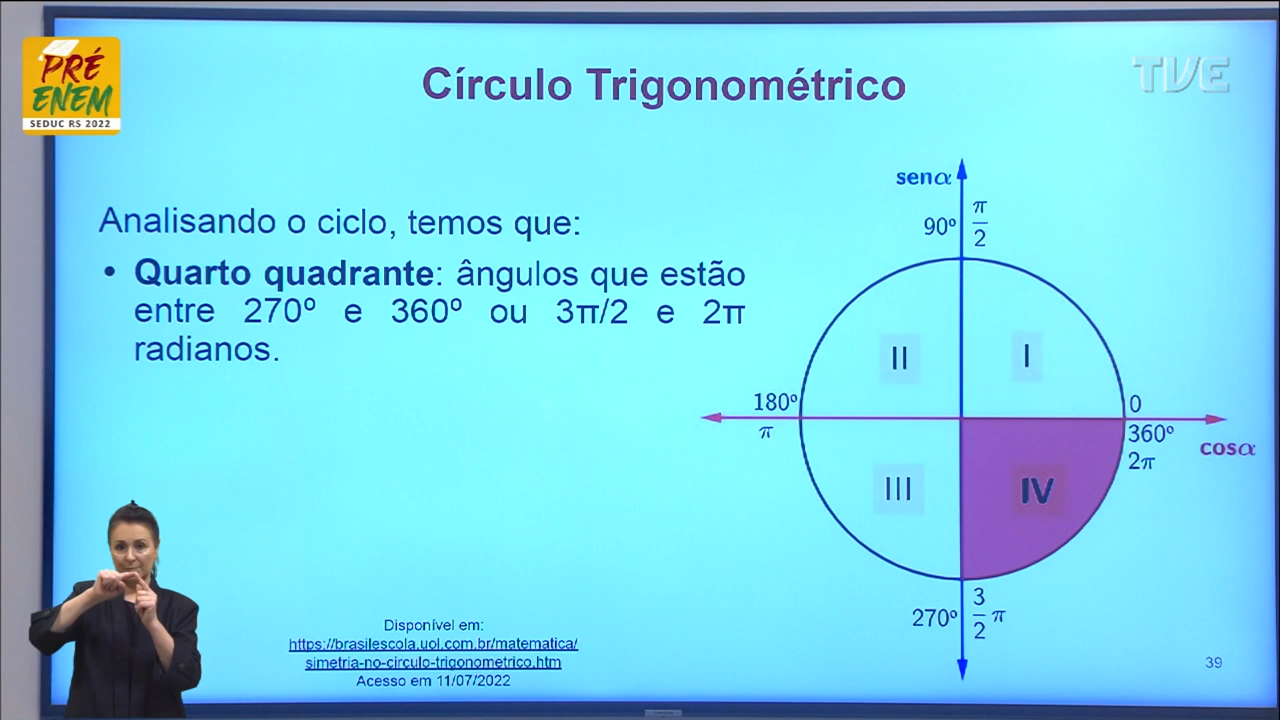 PRÉ
ENEM
SEDUC RS 2022
TVE
Círculo Trigonométrico
Analisando o ciclo, temos que:
• Quarto quadrante: ângulos que estão
entre 270º e 360º ou 3π/2 e 2π
radianos.
senα
90º π/2
II
I
180º
π
0
360º
2π
cosα
III
IV
270º 3/2 π
Disponível em:
https://brasilescola.uol.com.br/matematica/
simetria-no-circulo-trigonometrico.htm
Acesso em 11/07/2022
39